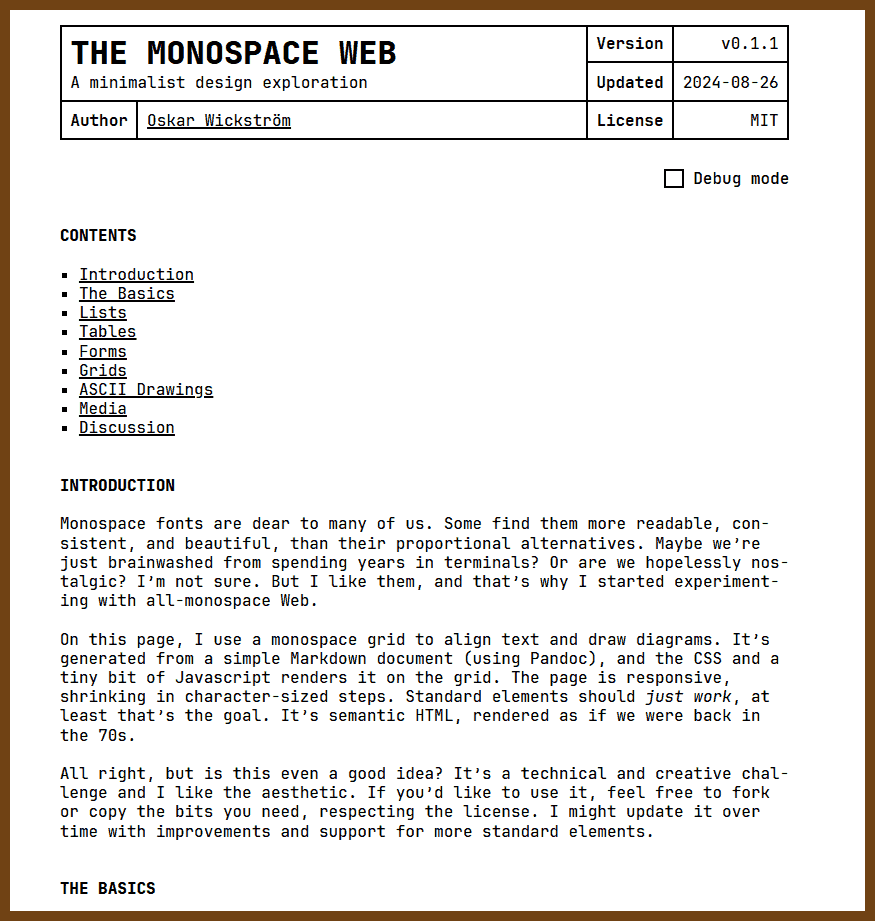 THE MONOSPACE WEB
A minimalist design exploration
Version v0.1.1
Updated 2024-08-26
Author Oskar Wickström
License MIT
Debug mode
CONTENTS
Introduction
The Basics
Lists
Tables
Forms
Grids
ASCII Drawings
Media
Discussion
INTRODUCTION
Monospace fonts are dear to many of us. Some find them more readable, con-
sistent, and beautiful, than their proportional alternatives. Maybe we’re
just brainwashed from spending years in terminals? Or are we hopelessly nos-
talgic? I’m not sure. But I like them, and that’s why I started experiment-
ing with all-monospace Web.
On this page, I use a monospace grid to align text and draw diagrams. It’s
generated from a simple Markdown document (using Pandoc), and the CSS and a
tiny bit of Javascript renders it on the grid. The page is responsive,
shrinking in character-sized steps. Standard elements should just work, at
least that’s the goal. It’s semantic HTML, rendered as if we were back in
the 70s.
All right, but is this even a good idea? It’s a technical and creative chal-
lenge and I like the aesthetic. If you’d like to use it, feel free to fork
or copy the bits you need, respecting the license. I might update it over
time with improvements and support for more standard elements.
THE BASICS